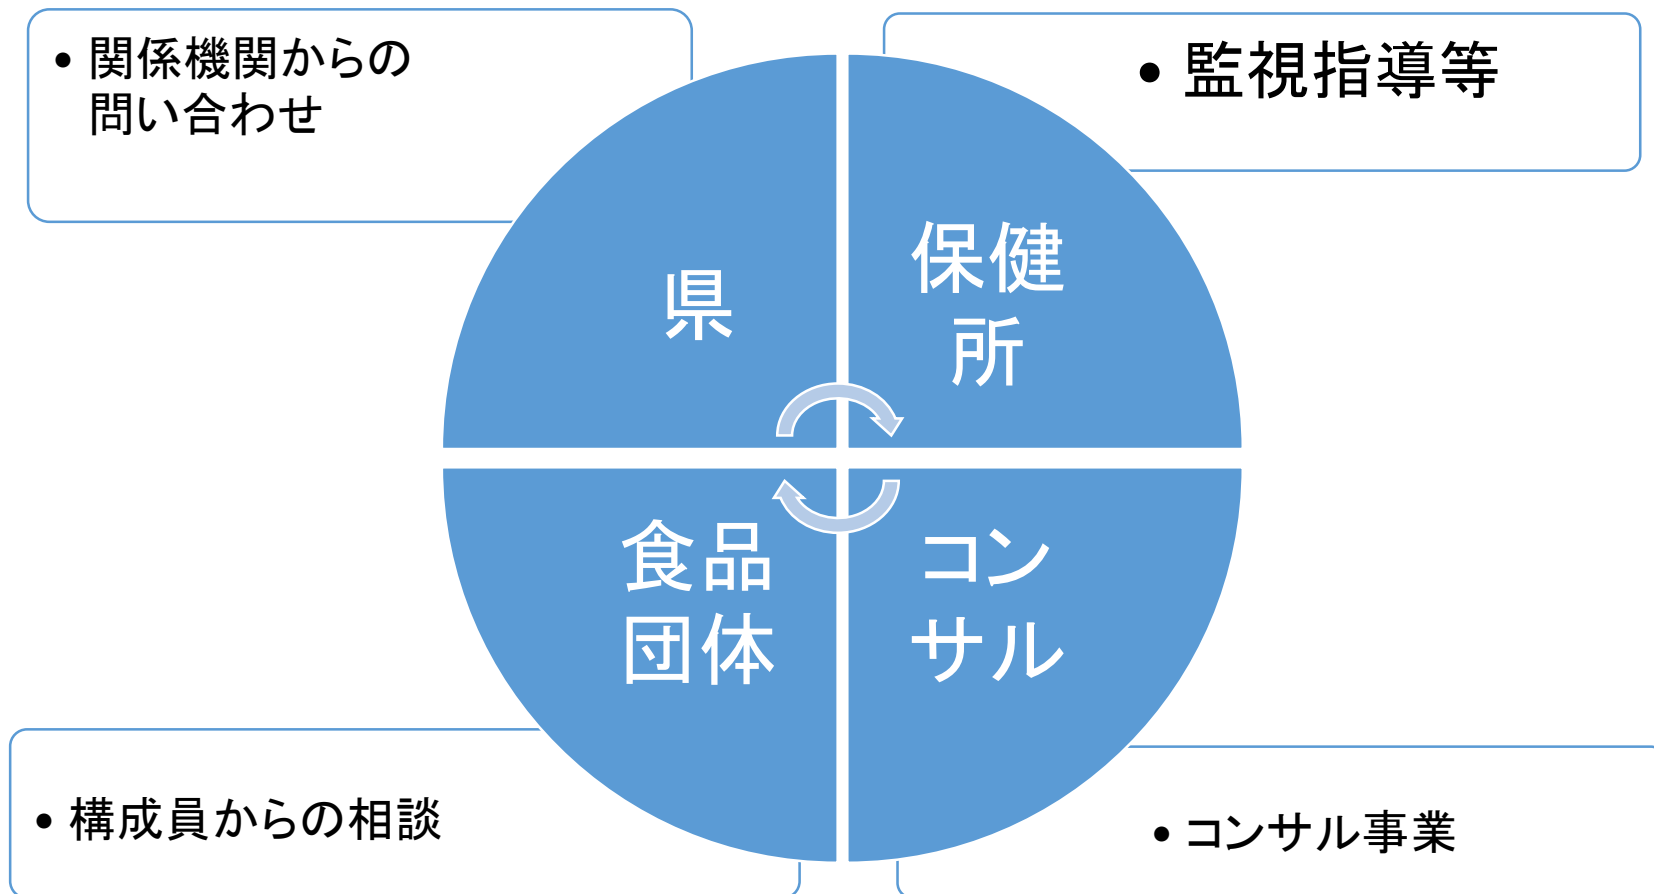 • 関係機関からの
問い合わせ
• 監視指導等
県
保健
所
食品
団体
コン
サル
• 構成員からの相談
• コンサル事業